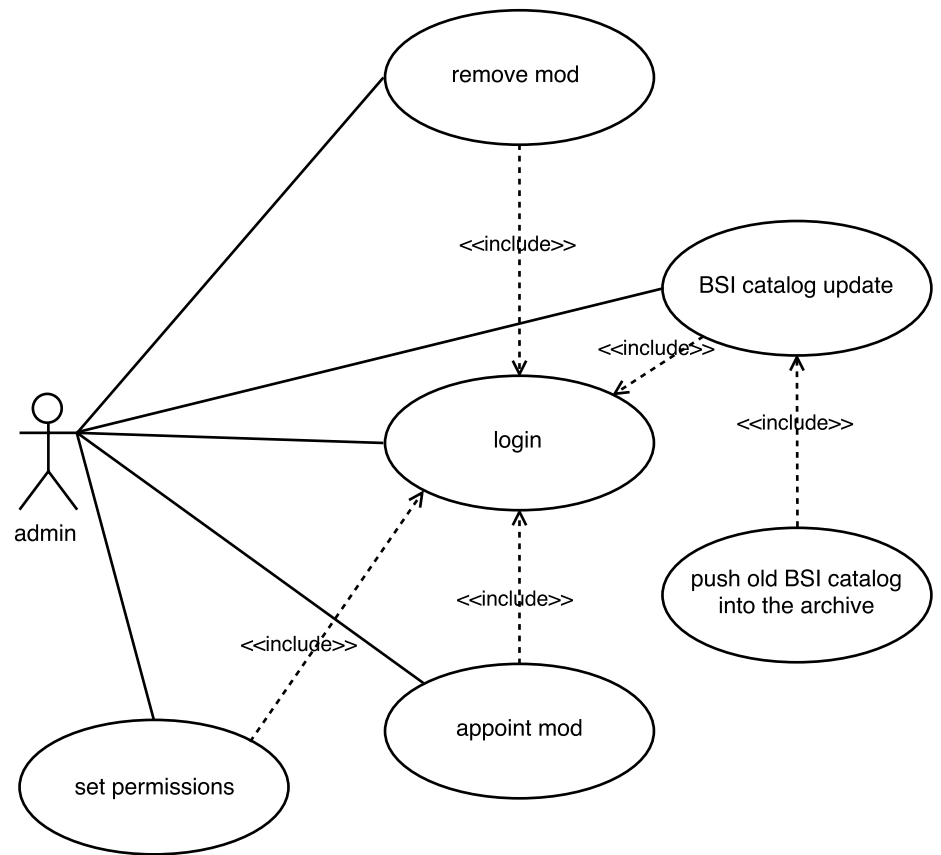 remove mod
<<include>>
BSI catalog update
<<include>>
<<include>>
login
admin
push old BSI catalog
into the archive
<<include>>
<<include>>
appoint mod
set permissions